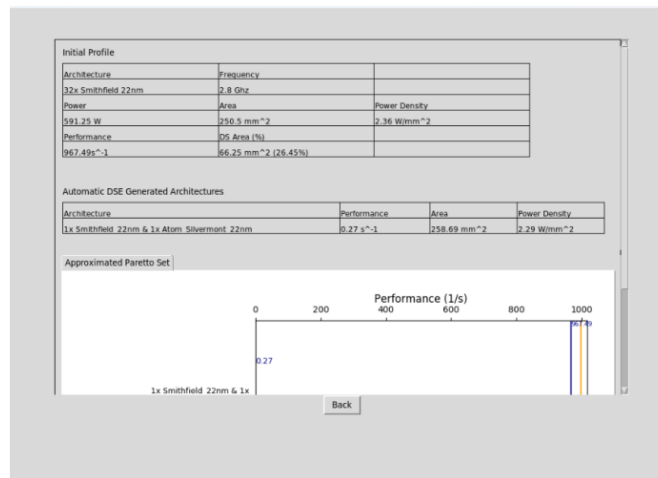 Initial Profile
Architecture Frequency
32x Smithfield 22nm 2.8 Ghz
Power Area Power Density
591.25 W 250.5 mm^2 2.36 W/mm^2
Performance DS Area (%)
967.49s^-1 66.25 mm^2 (26.45%)
Automatic DSE Generated Architectures
Architecture Performance Area Power Density
1x Smithfield 22nm & 1x Atom Silvermont 22nm 0.27 s^-1 258.69 mm^2 2.29 W/mm^2
Approximated Paretto Set
Performance (1/s)
0 200 400 600 800 1000
967.49
0.27
1x Smithfield 22nm & 1x
Back